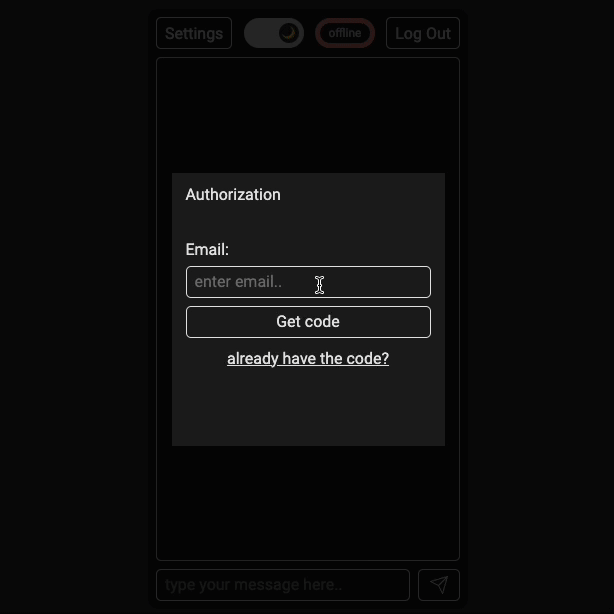 Settings
offline
Log Out
Authorization
Email:
enter email..
Get code
already have the code?
type your message here..